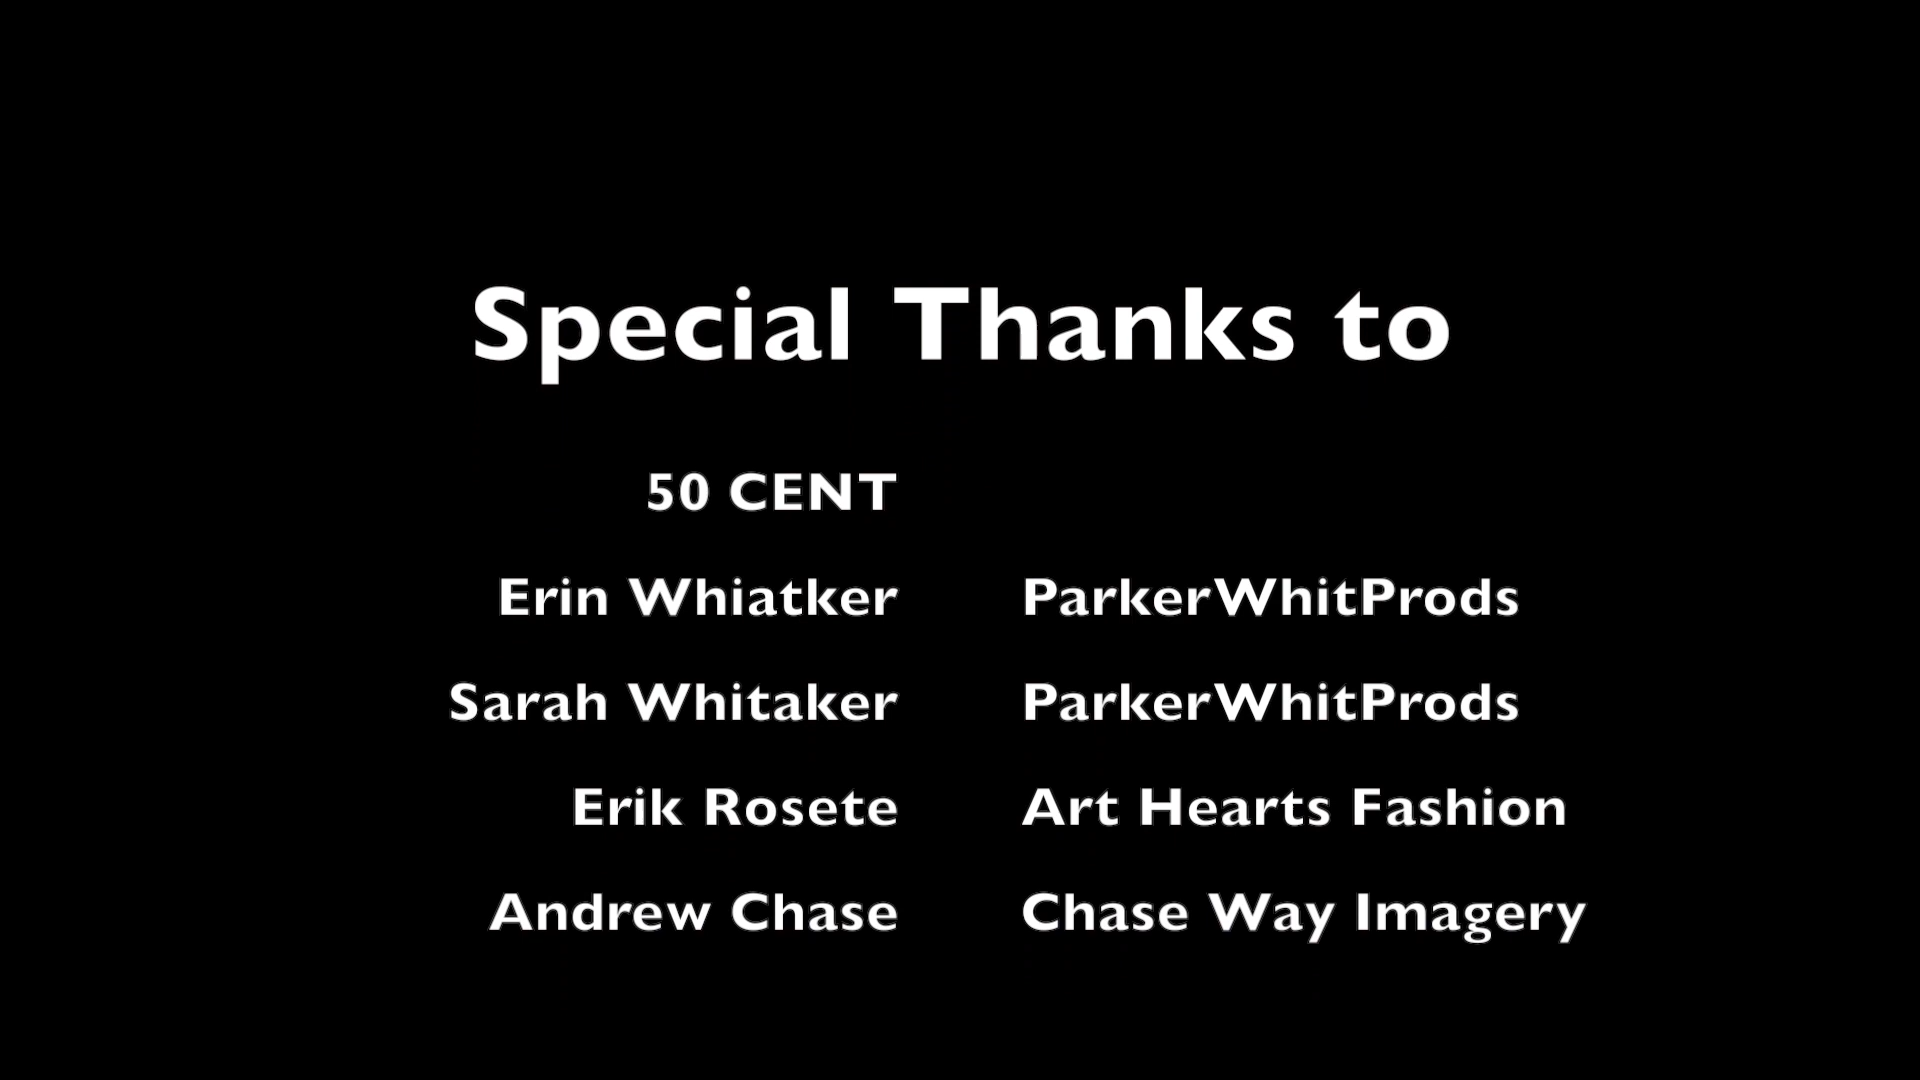 Special Thanks to
50 CENT
Erin Whiatker ParkerWhitProds
Sarah Whitaker ParkerWhitProds
Erik Rosete Art Hearts Fashion
Andrew Chase Chase Way Imagery